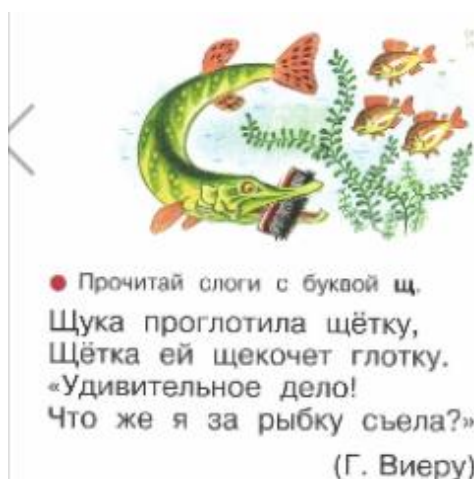 Прочитай слоги с буквой щ.
Щука проглотила щётку,
Щётка ей щекочет глотку.
«Удивительное дело!
Что же я за рыбку съела?»
(Г. Виеру)